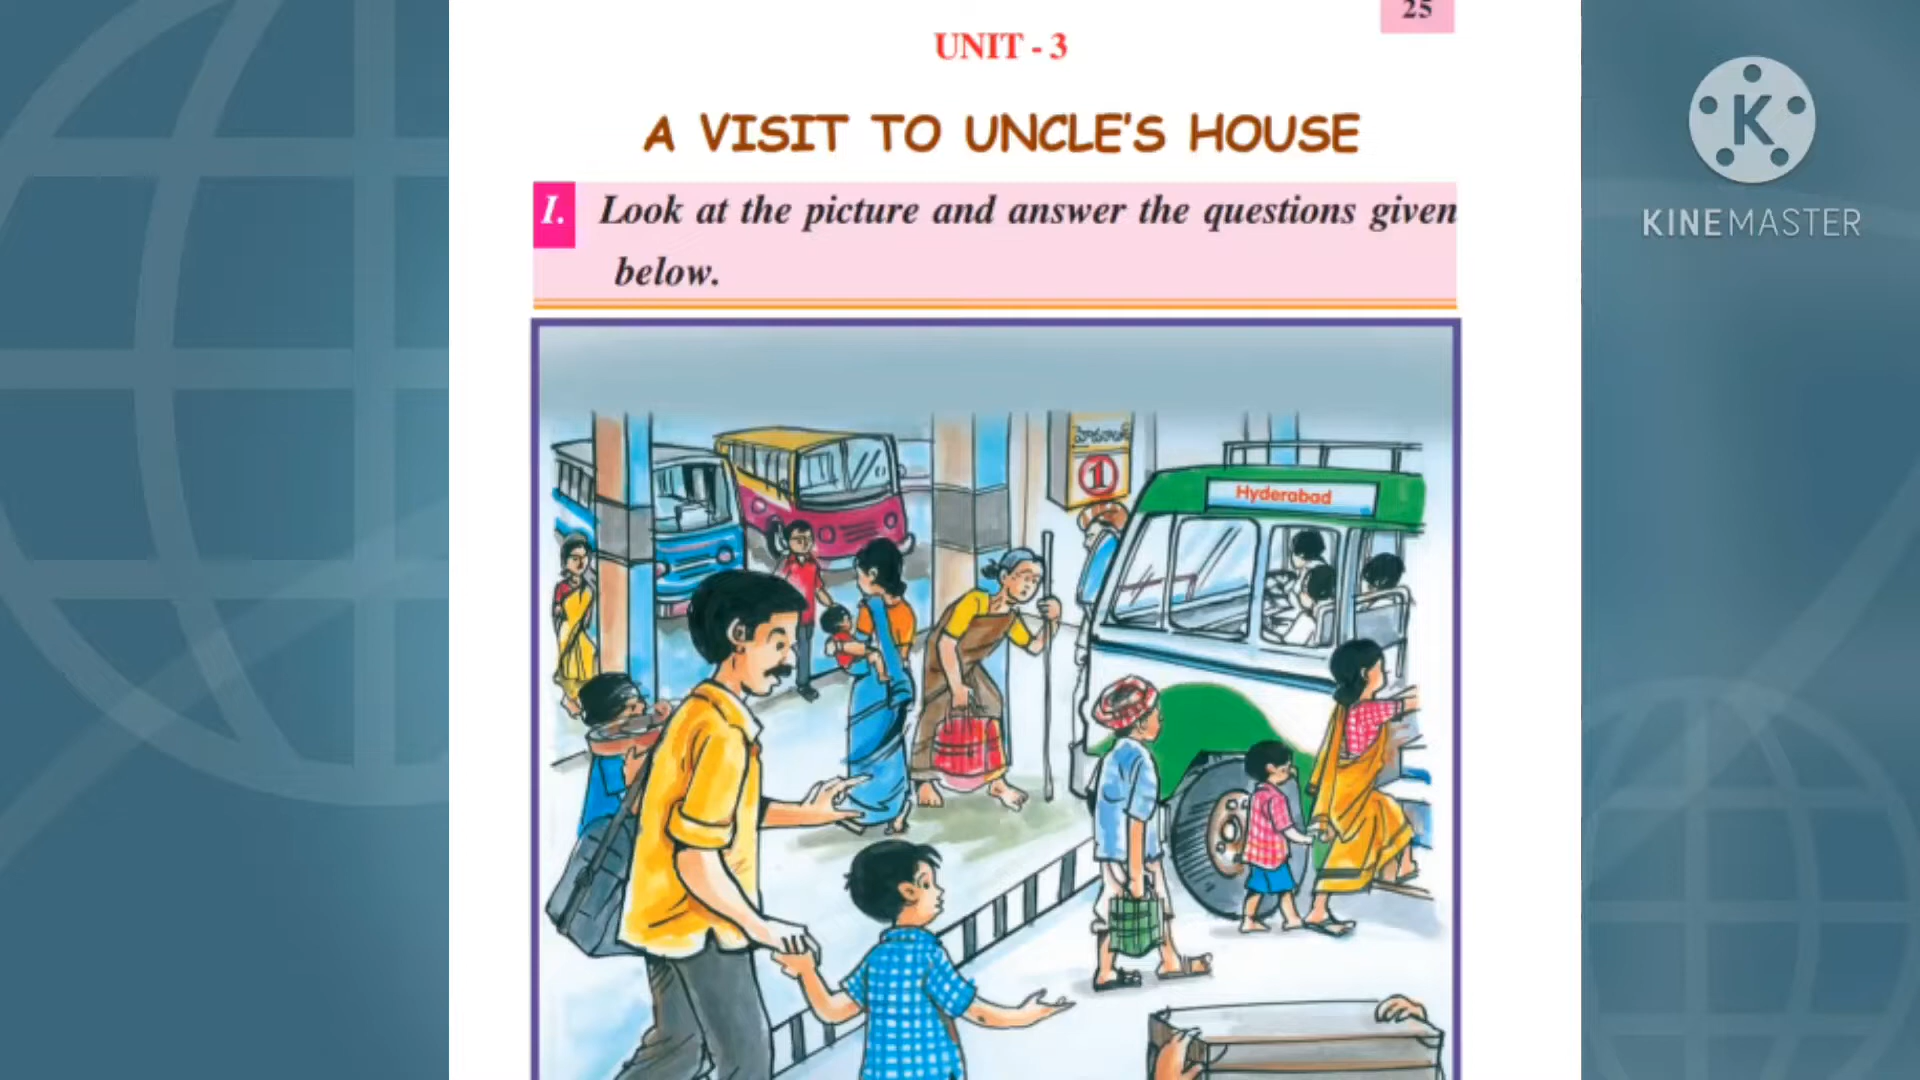 25
UNIT - 3
A VISIT TO UNCLE'S HOUSE
I. Look at the picture and answer the questions given
below.
హైదరాబాద్
1
Hyderabad
K
KINEMASTER